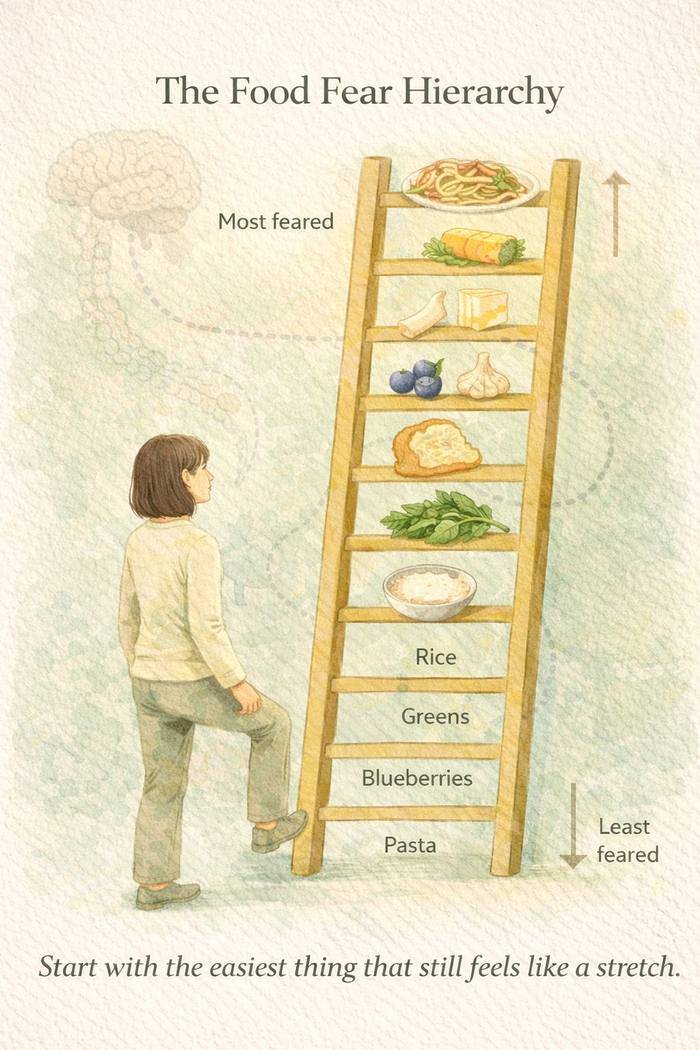 The Food Fear Hierarchy
Most feared
Rice
Greens
Blueberries
Pasta
Least
feared
Start with the easiest thing that still feels like a stretch.